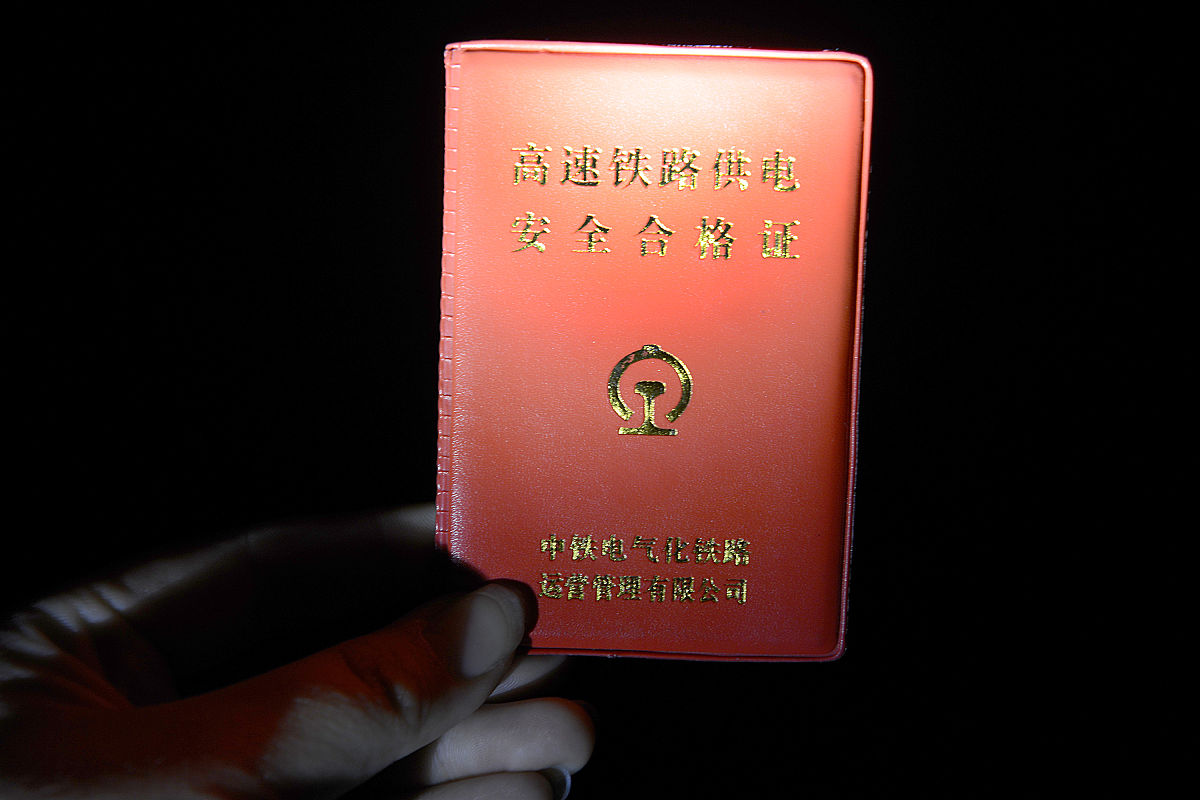 高速铁路供电
安全合格证
中铁电气化铁路
运营管理有限公司